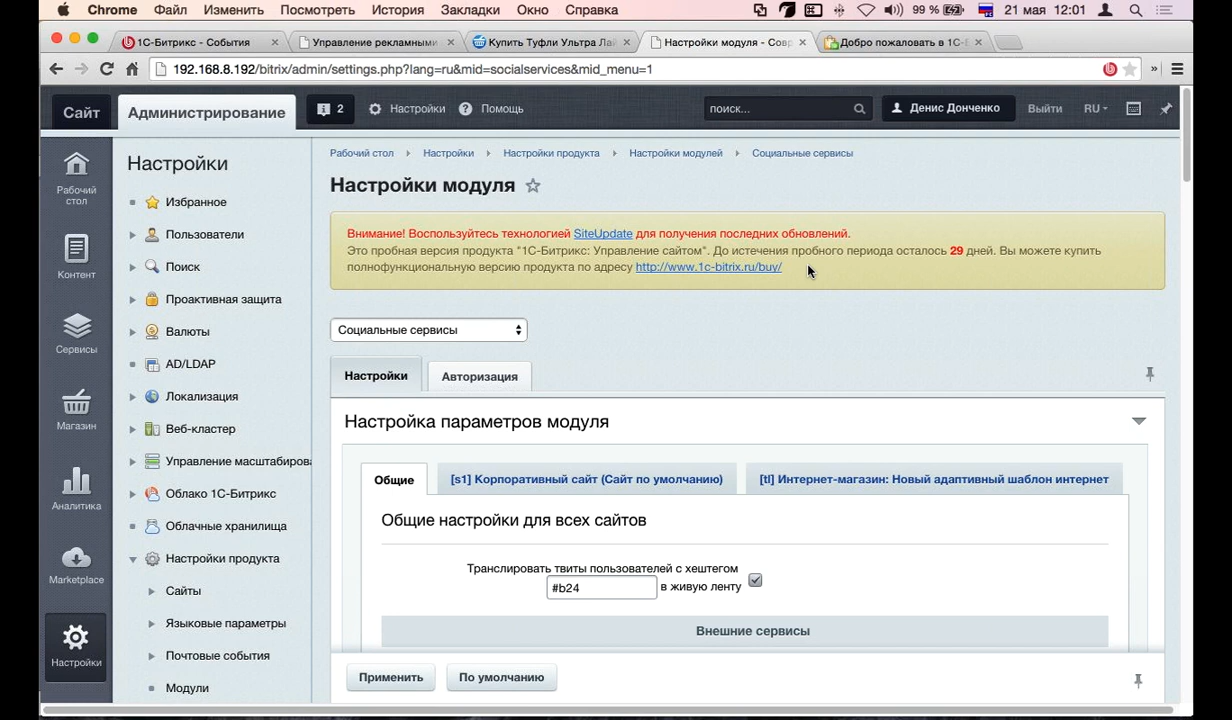 Chrome Файл Изменить Посмотреть История Закладки Окно Справка 99 % 21 мая 12:01
1С-Битрикс - События
Управление рекламными
Купить Туфли Ультра Лай
Настройки модуля - Совр
Добро пожаловать в 1С-Б
192.168.8.192/bitrix/admin/settings.php?lang=ru&mid=socialservices&mid_menu=1 »
Сайт Администрирование 2 Настройки Помощь поиск... Денис Донченко Выйти RU
Рабочий стол
Контент
Сервисы
Магазин
Аналитика
Marketplace
Настройки
Настройки
Избранное
Пользователи
Поиск
Проактивная защита
Валюты
AD/LDAP
Локализация
Веб-кластер
Управление масштабирова
Облако 1С-Битрикс
Облачные хранилища
Настройки продукта
Сайты
Языковые параметры
Почтовые события
Модули
Рабочий стол Настройки Настройки продукта Настройки модулей Социальные сервисы
Настройки модуля
Внимание! Воспользуйтесь технологией SiteUpdate для получения последних обновлений.
Это пробная версия продукта "1С-Битрикс: Управление сайтом". До истечения пробного периода осталось 29 дней. Вы можете купить
полнофункциональную версию продукта по адресу http://www.1c-bitrix.ru/buy/
Социальные сервисы
Настройки Авторизация
Настройка параметров модуля
Общие [s1] Корпоративный сайт (Сайт по умолчанию) [tl] Интернет-магазин: Новый адаптивный шаблон интернет
Общие настройки для всех сайтов
Транслировать твиты пользователей с хештегом
#b24 в живую ленту
Внешние сервисы
Применить По умолчанию